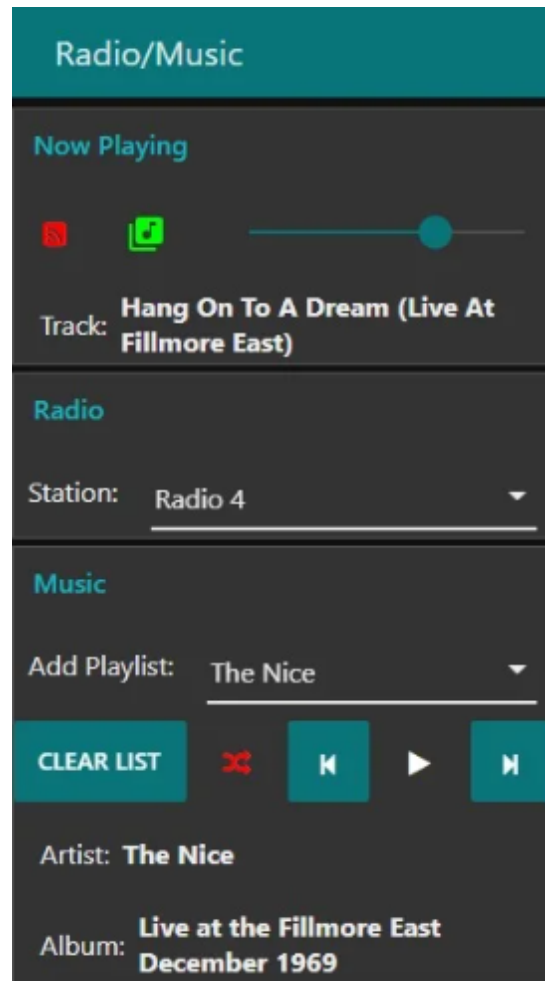 Radio/Music
Now Playing
Track: Hang On To A Dream (Live At
Fillmore East)
Radio
Station: Radio 4
Music
Add Playlist: The Nice
CLEAR LIST
Artist: The Nice
Album: Live at the Fillmore East
December 1969